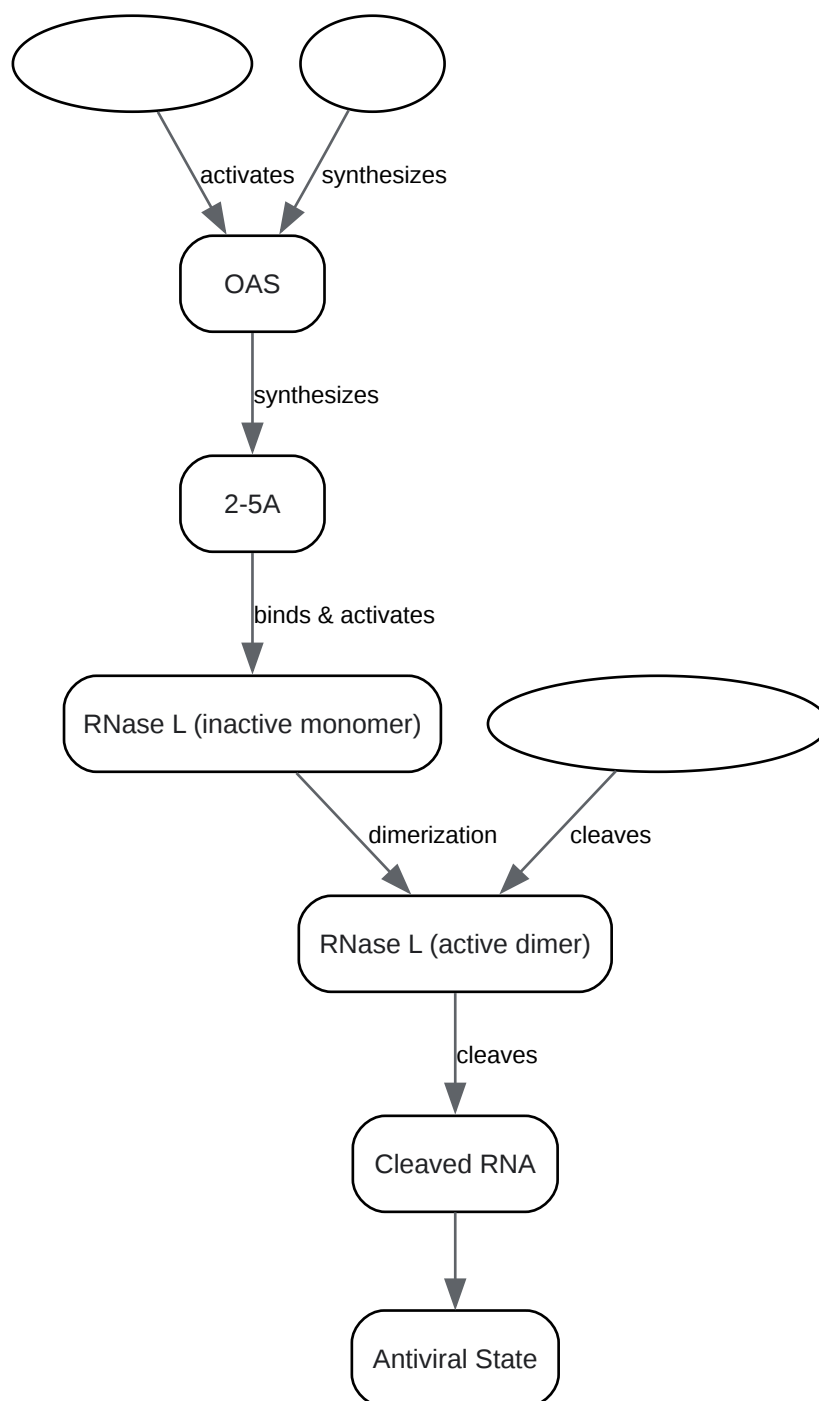 activates
synthesizes
OAS
synthesizes
2-5A
binds & activates
RNase L (inactive monomer)
dimerization
cleaves
RNase L (active dimer)
cleaves
Cleaved RNA
Antiviral State